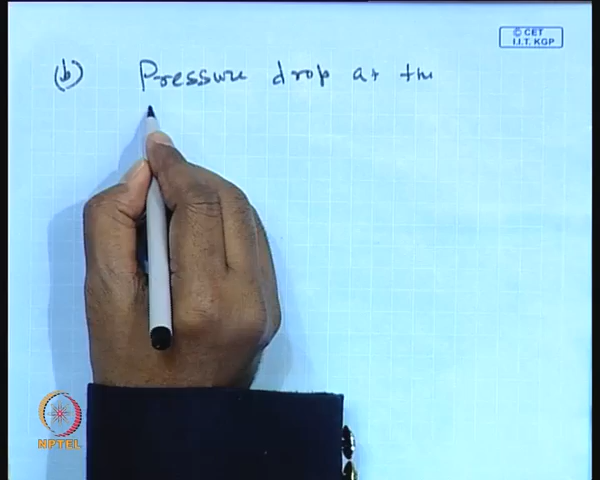 © CET
I.I.T. KGP
(b) Pressure drop at the
NPTEL